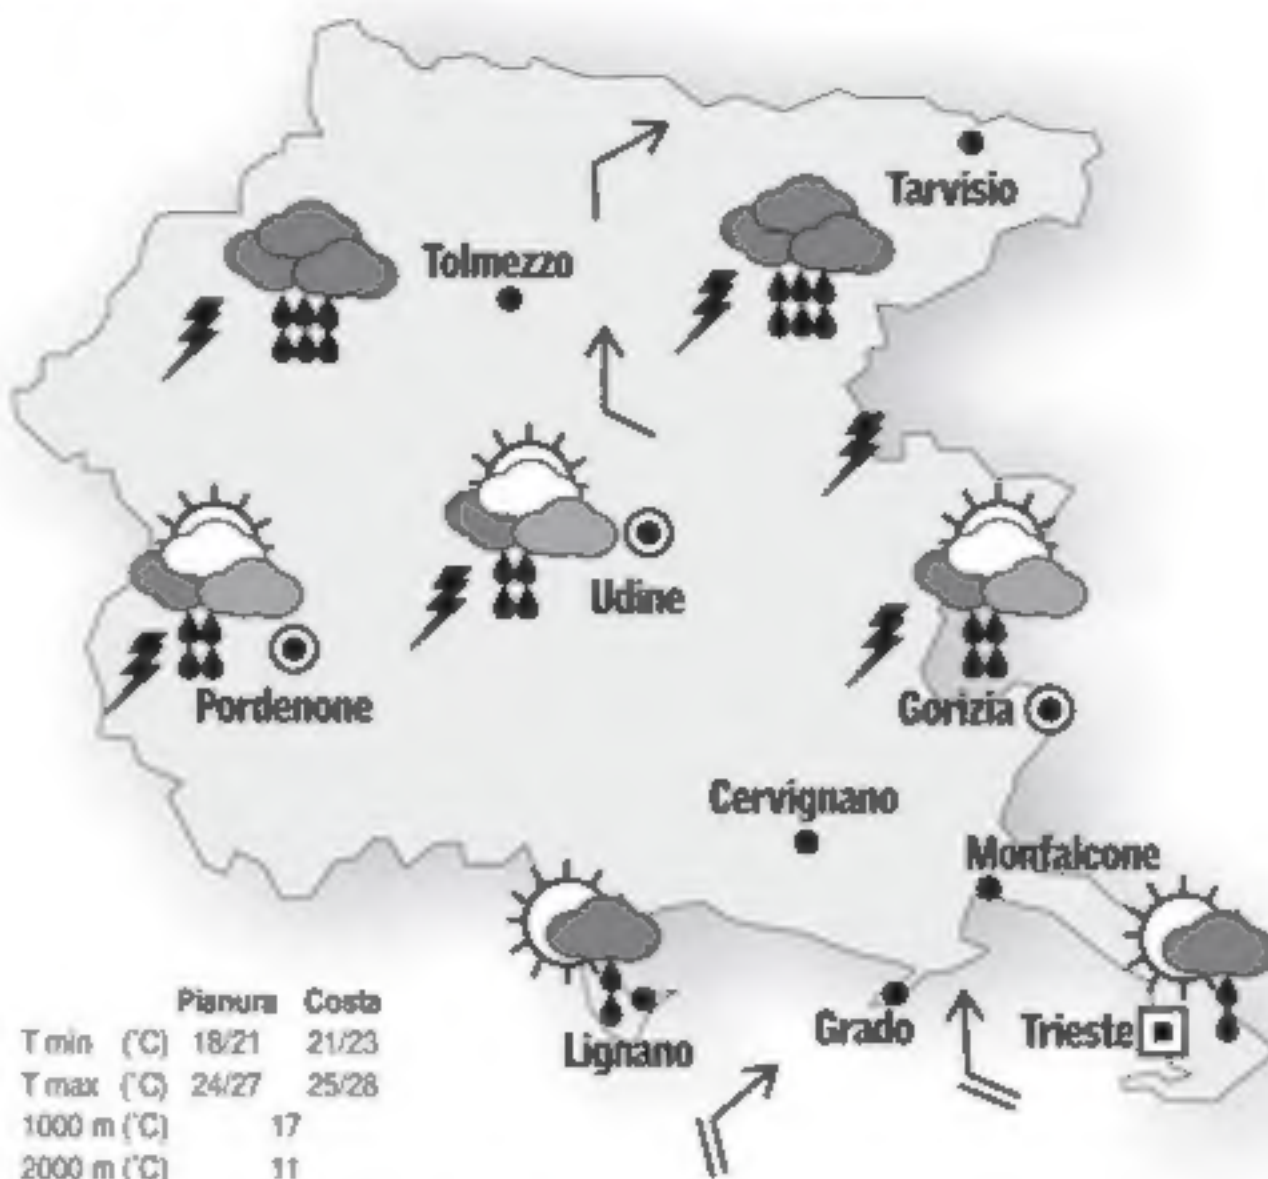 Tarvisio
Tolmezzo
Udine
Pordenone
Gorizia
Cervignano
Monfalcone
Grado
Trieste
Lignano
Pianura Costa
T min (°C) 18/21 21/23
T max (°C) 24/27 25/28
1000 m (°C) 17
2000 m (°C) 11